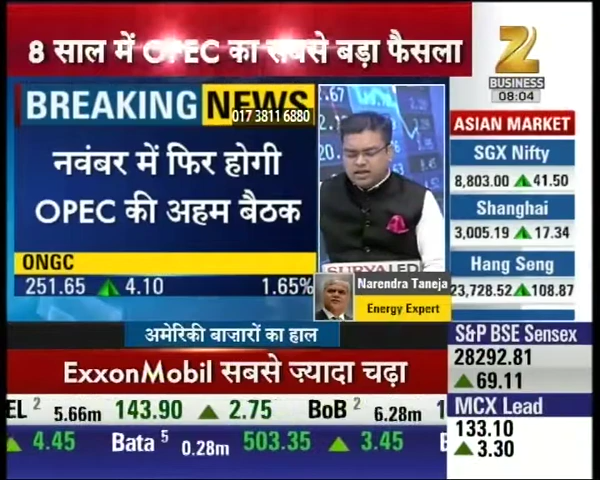 8 साल में OPEC का सबसे बड़ा फैसला
Z
BUSINESS
08:04
BREAKING NEWS
017 3811 6880
नवंबर में फिर होगी
OPEC की अहम बैठक
ONGC
251.65 4.10 1.65%
SURYA LED
Narendra Taneja
Energy Expert
ASIAN MARKET
SGX Nifty
8,803.00 41.50
Shanghai
3,005.19 17.34
Hang Seng
23,728.52 108.87
अमेरिकी बाज़ारों का हाल
ExxonMobil सबसे ज़्यादा चढ़ा
S&P BSE Sensex
28292.81
69.11
MCX Lead
133.10
3.30
EL 2 5.66m 143.90 2.75 BoB 2 6.28m
4.45 Bata 5 0.28m 503.35 3.45